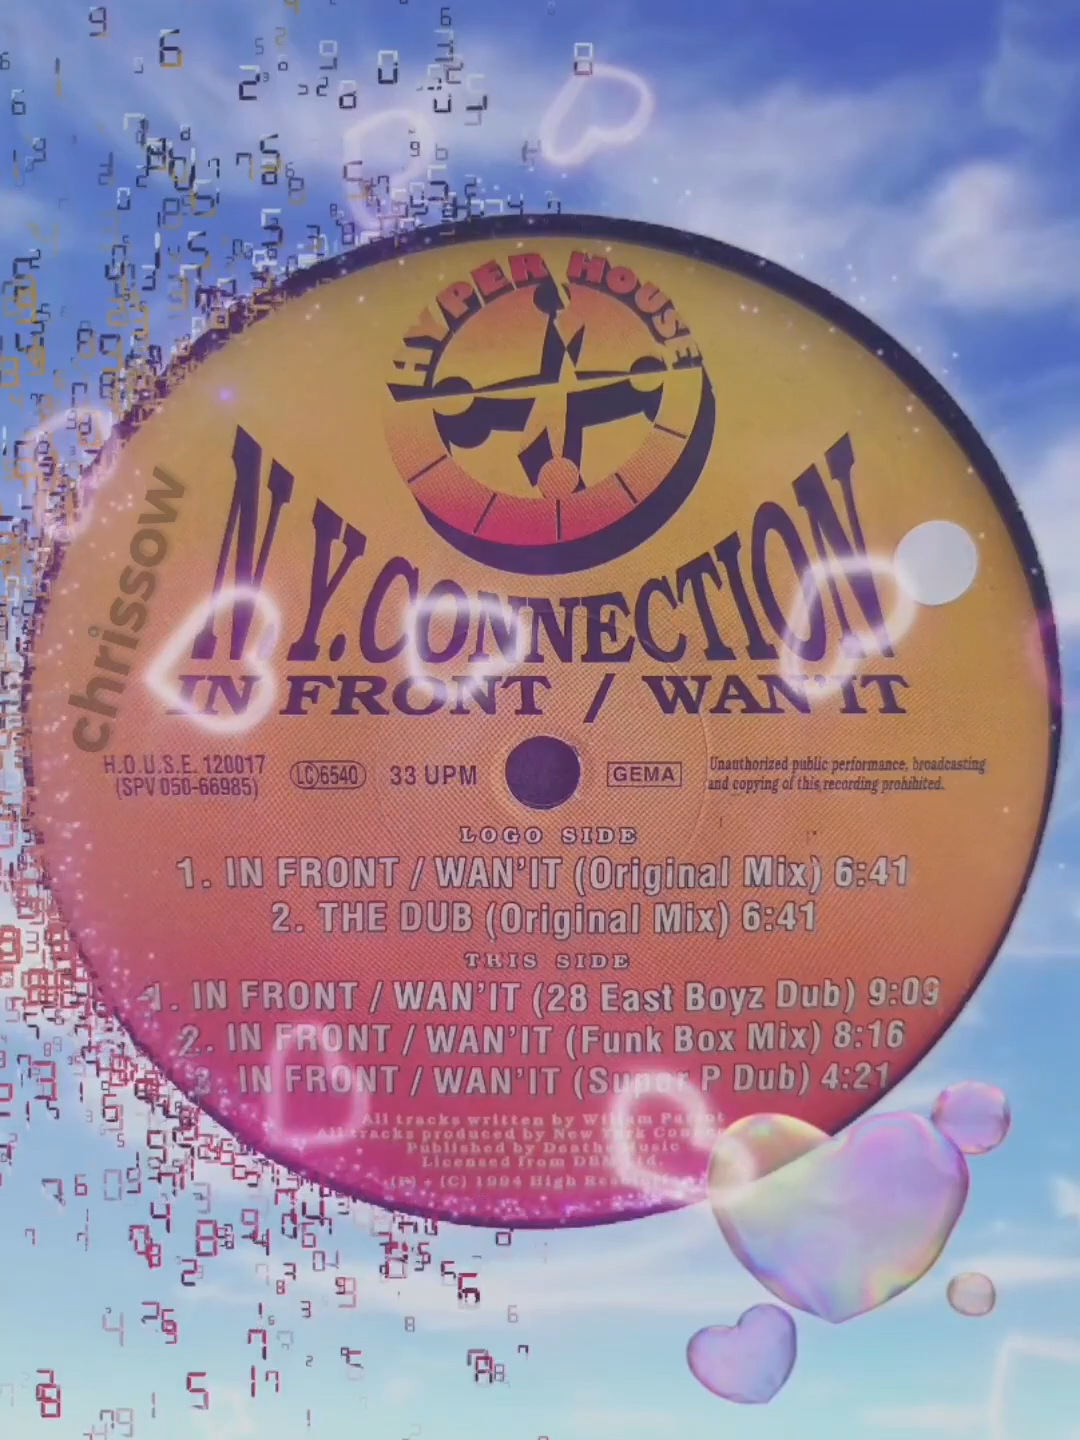 HYPER HOUSE
N.Y. CONNECTION
IN FRONT / WAN'IT
H.O.U.S.E. 120017
(SPV 050-66985)
LC 6540
33 UPM
GEMA
Unauthorized public performance, broadcasting
and copying of this recording prohibited.
LOGO SIDE
1. IN FRONT / WAN'IT (Original Mix) 6:41
2. THE DUB (Original Mix) 6:41
THIS SIDE
1. IN FRONT / WAN'IT (28 East Boyz Dub) 9:09
2. IN FRONT / WAN'IT (Funk Box Mix) 8:16
3. IN FRONT / WAN'IT (Super P Dub) 4:21
All tracks written by
All tracks produced by New York
Published by Music
Licensed from
(P) + (C) 1994 High
chrissow